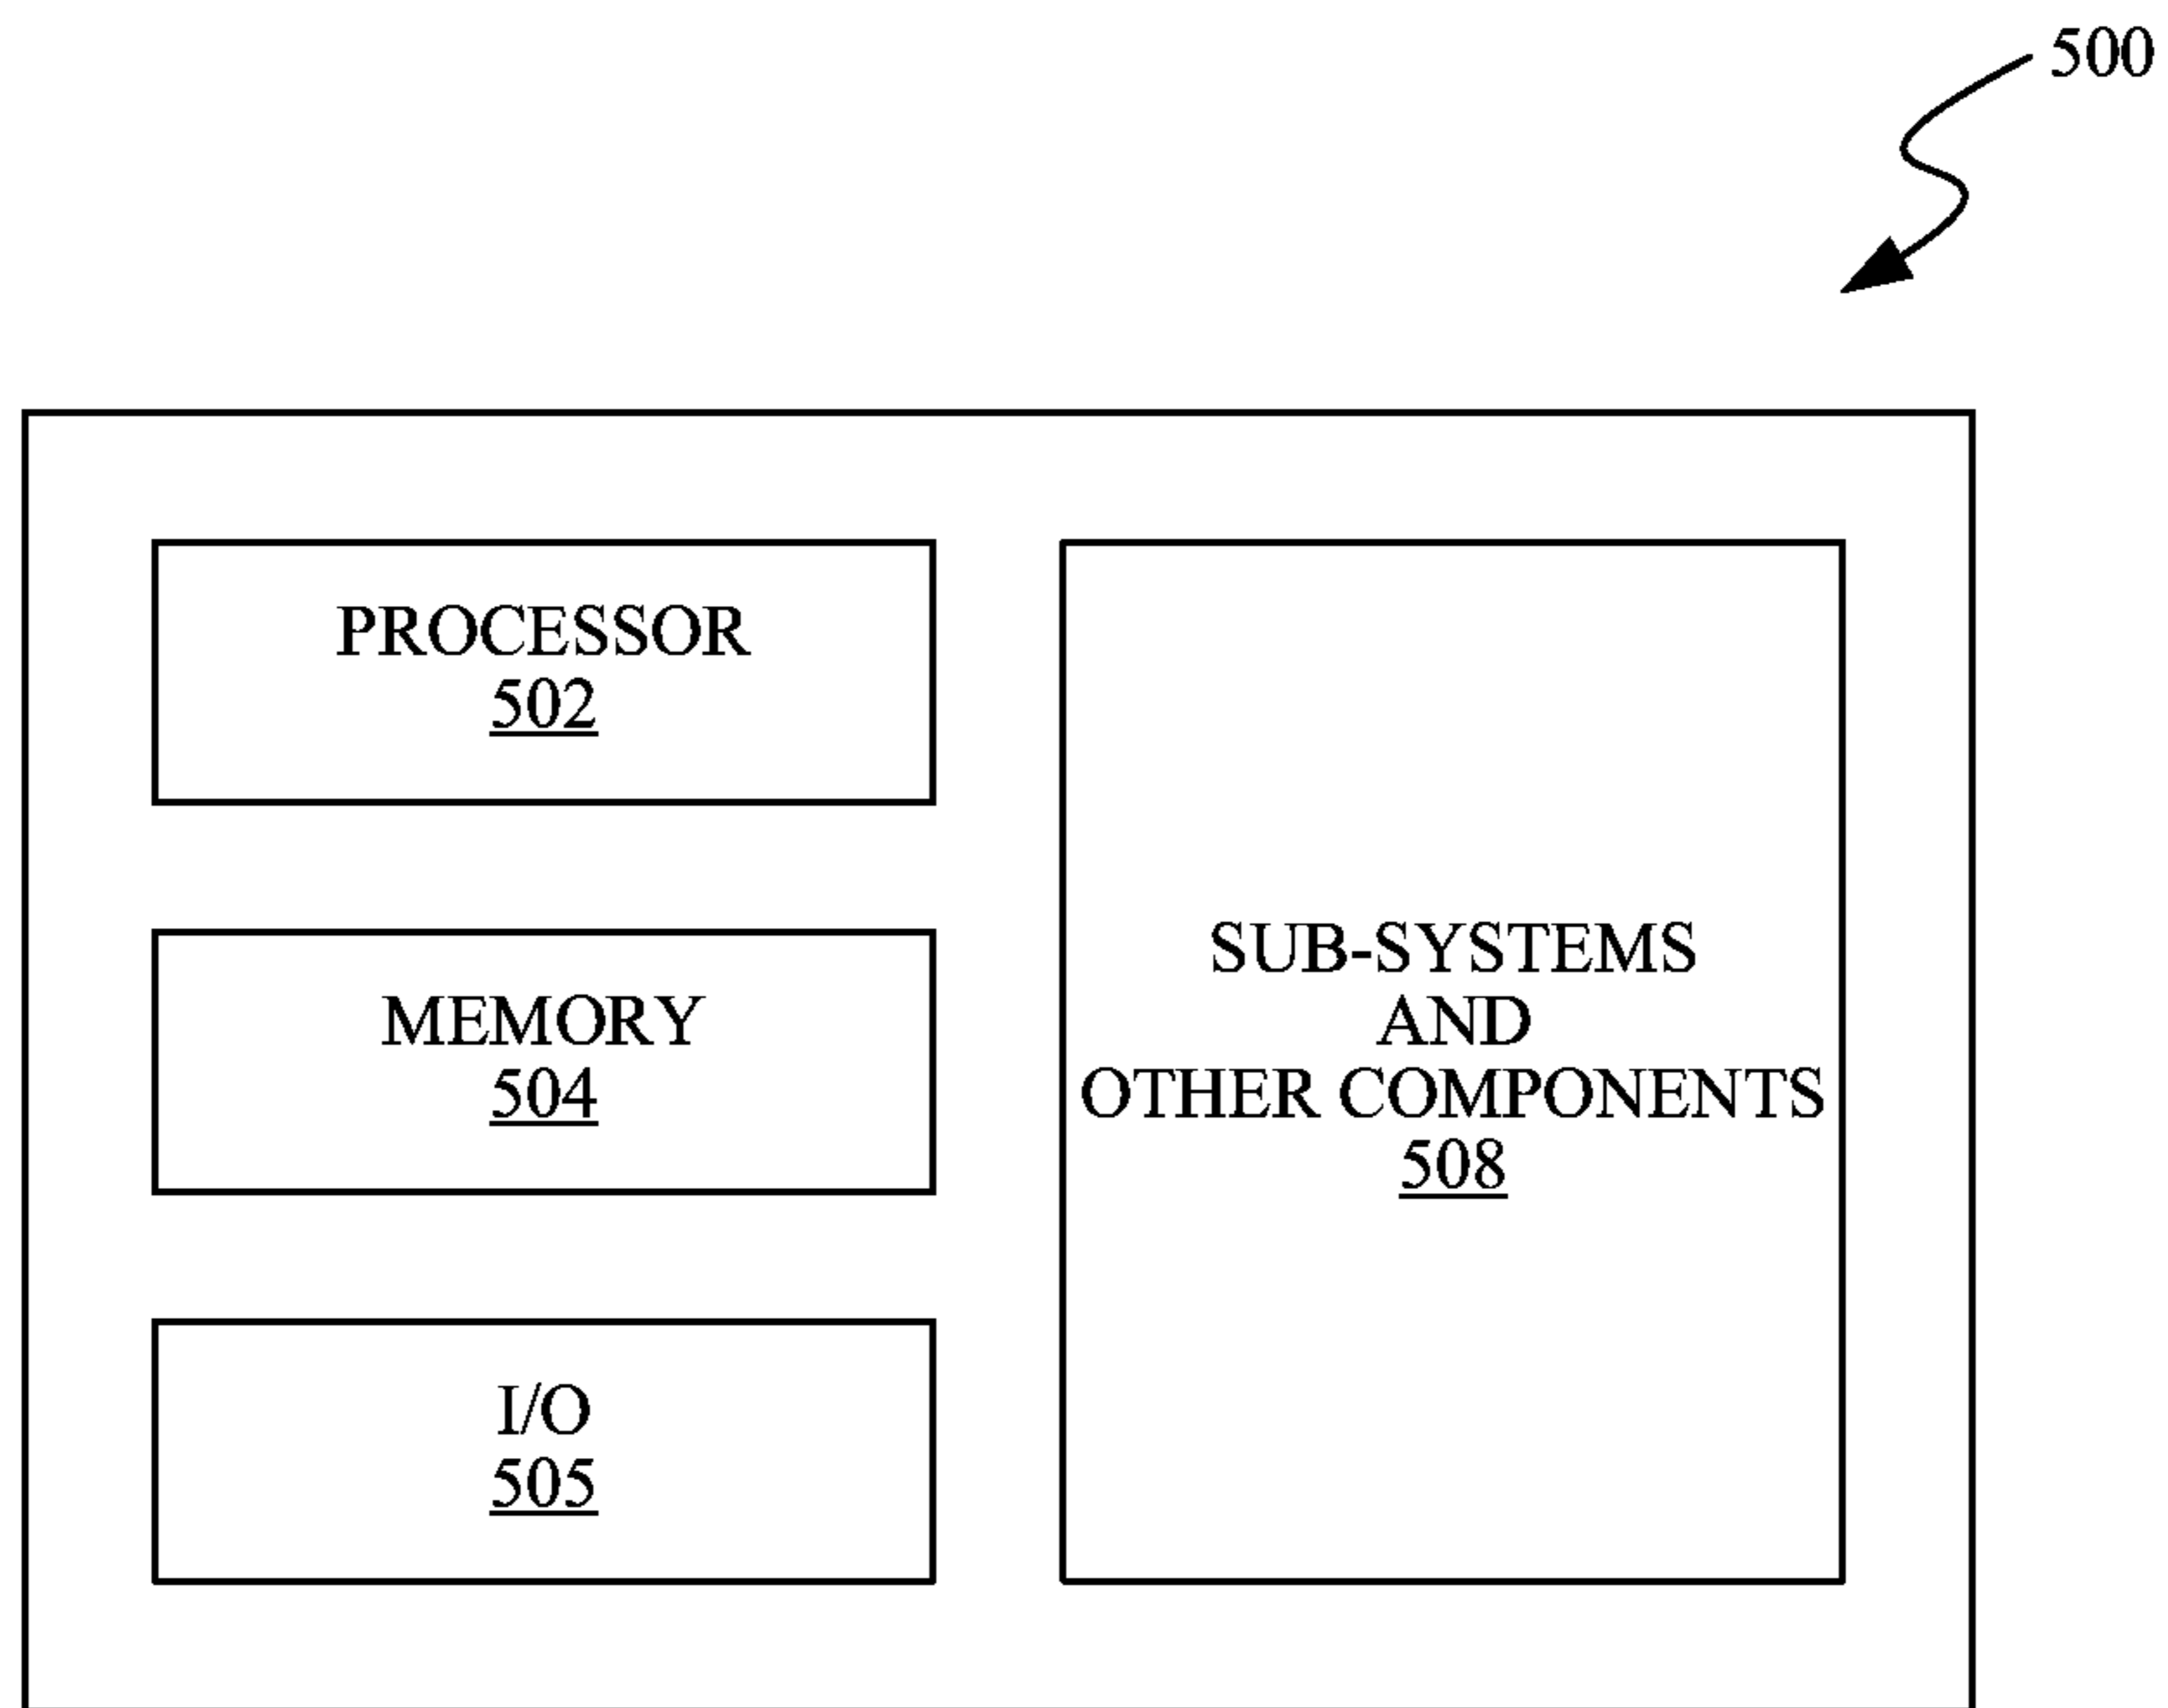 500
PROCESSOR
502
MEMORY
504
I/O
505
SUB-SYSTEMS
AND
OTHER COMPONENTS
508